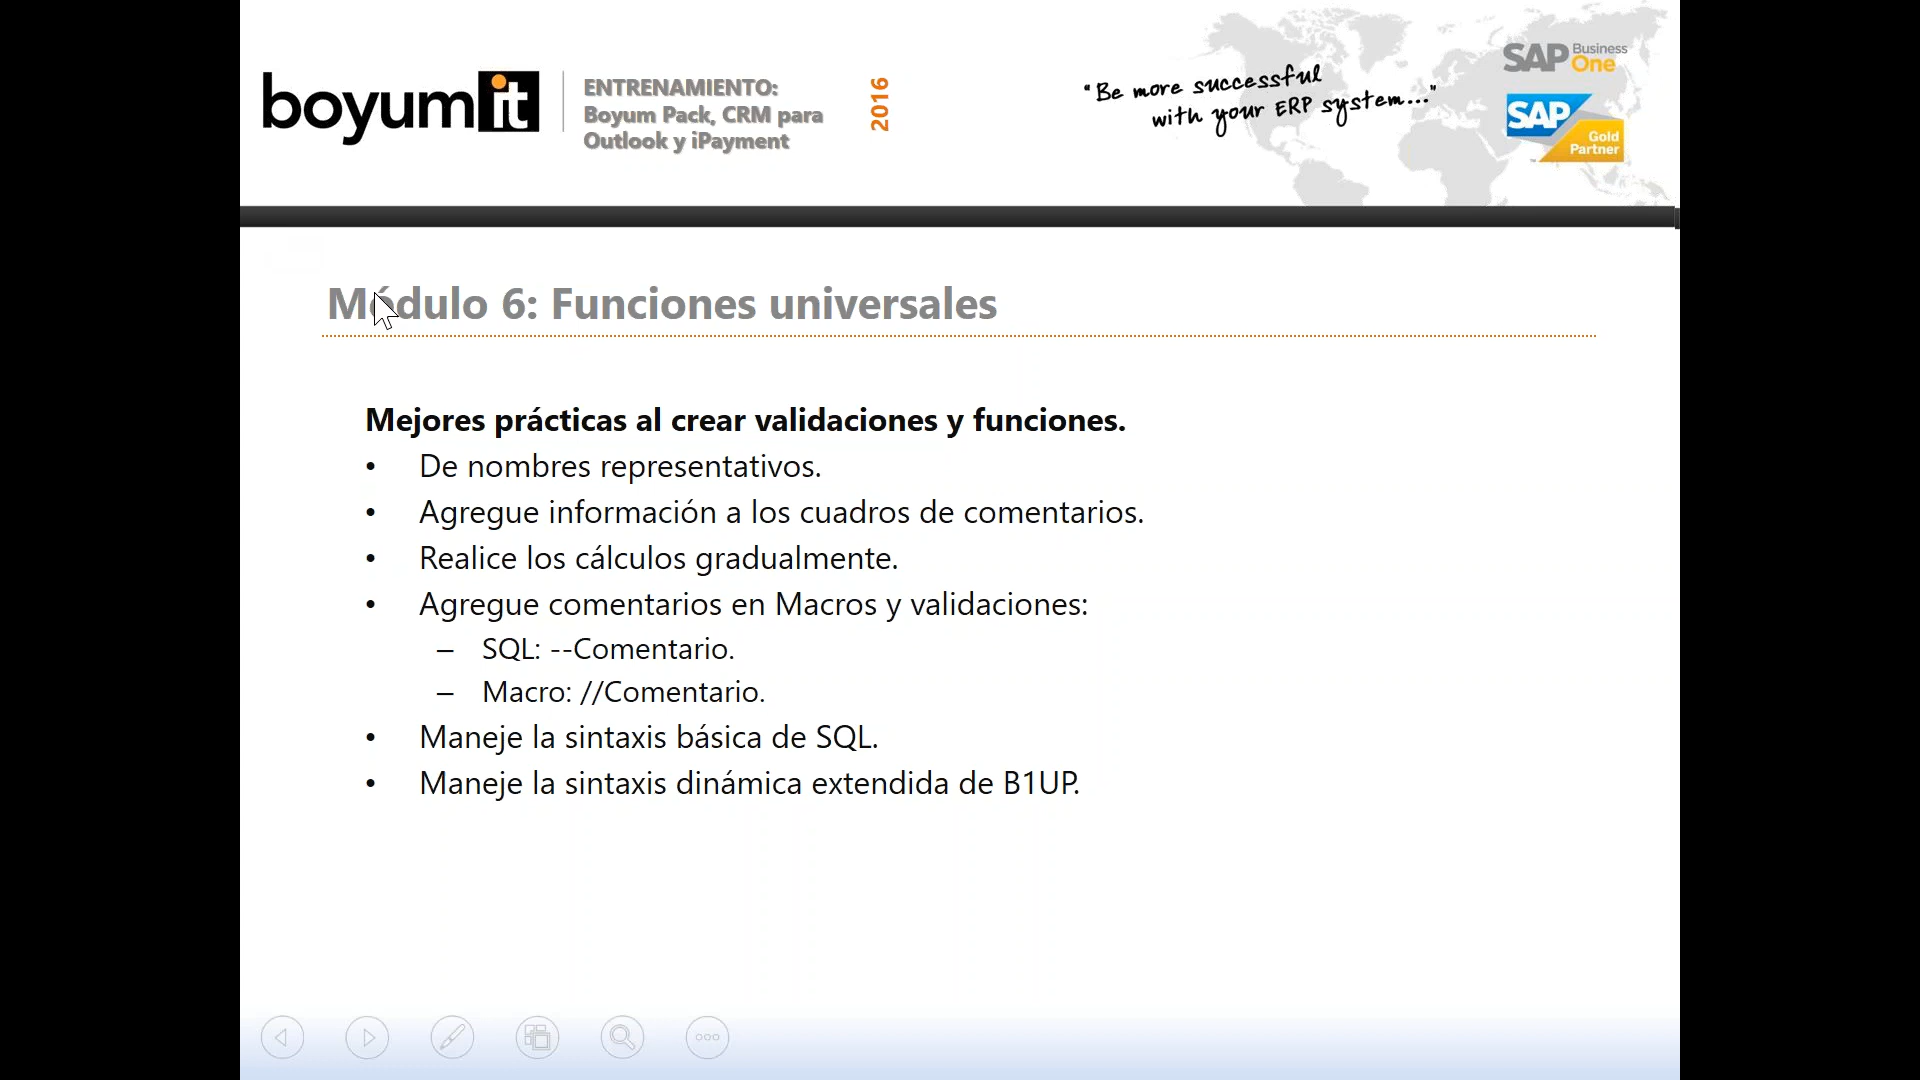 boyumit
ENTRENAMIENTO:
Boyum Pack, CRM para
Outlook y iPayment
2016
"Be more successful
with your ERP system..."
SAP Business
One
SAP
Gold
Partner
Módulo 6: Funciones universales
Mejores prácticas al crear validaciones y funciones.
• De nombres representativos.
• Agregue información a los cuadros de comentarios.
• Realice los cálculos gradualmente.
• Agregue comentarios en Macros y validaciones:
– SQL: --Comentario.
– Macro: //Comentario.
• Maneje la sintaxis básica de SQL.
• Maneje la sintaxis dinámica extendida de B1UP.